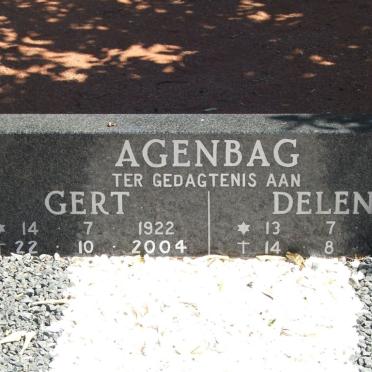 AGENBAG
TER GEDAGTENIS AAN
GERT DELEN
* 14 7 1922 * 13 7
† 22 · 10 · 2004 † 14 8